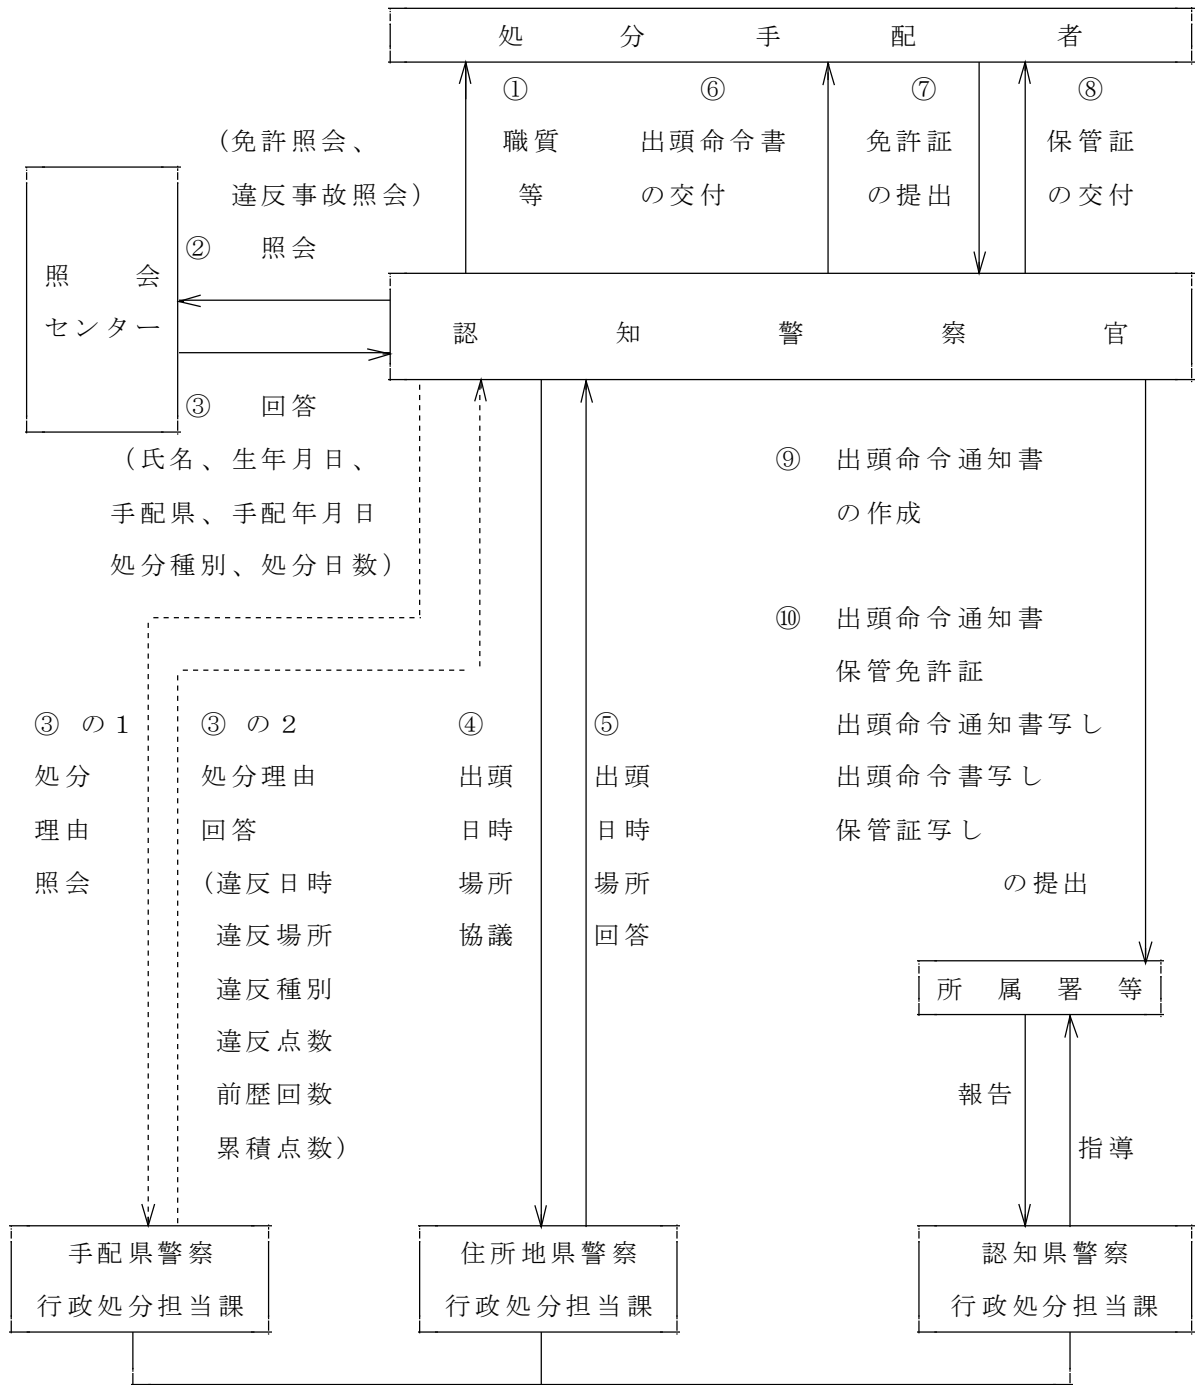 処分手配者
①
職質
等
⑥
出頭命令書
の交付
⑦
免許証
の提出
⑧
保管証
の交付
(免許照会、
違反事故照会)
② 照会
照会
センター
認知警察官
③ 回答
(氏名、生年月日、
手配県、手配年月日
処分種別、処分日数)
⑨ 出頭命令通知書
の作成
⑩ 出頭命令通知書
保管免許証
出頭命令通知書写し
出頭命令書写し
保管証写し
の提出
③ の1
処分
理由
照会
③ の2
処分理由
回答
(違反日時
違反場所
違反種別
違反点数
前歴回数
累積点数)
④
出頭
日時
場所
協議
⑤
出頭
日時
場所
回答
所属署等
報告
指導
手配県警察
行政処分担当課
住所地県警察
行政処分担当課
認知県警察
行政処分担当課